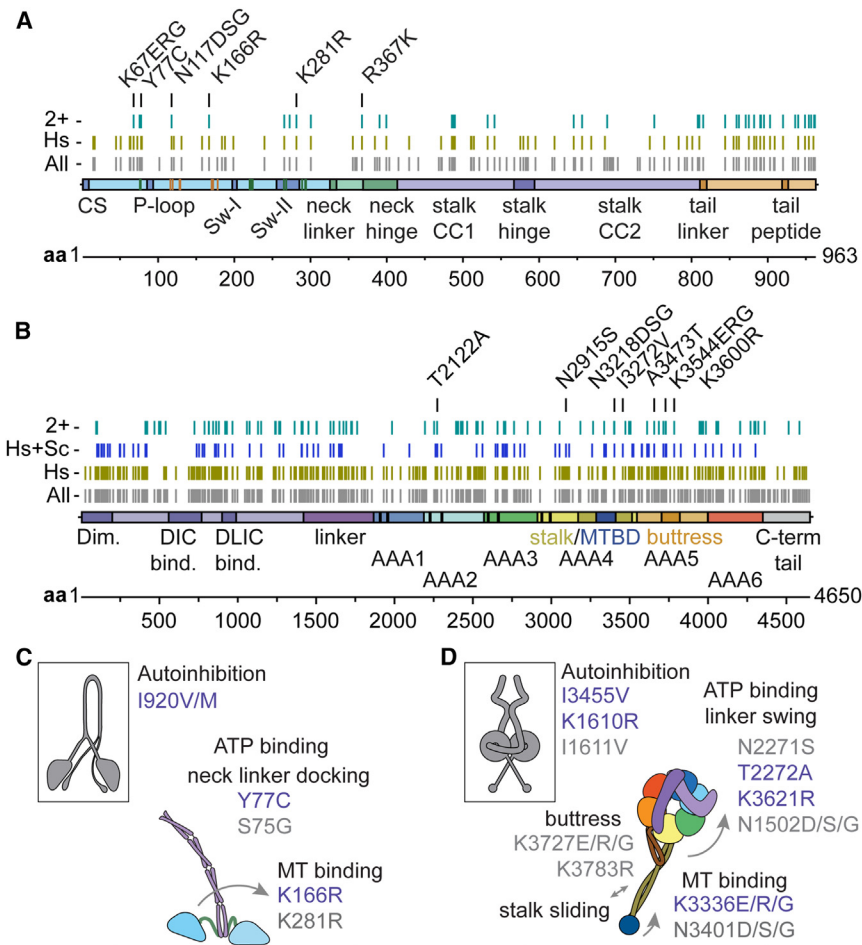 A
K67ERG
Y77C
N117DSG
K166R
K281R
R367K
2+ -
Hs -
All -
CS
P-loop
Sw-I
Sw-II
neck linker
neck hinge
stalk CC1
stalk hinge
stalk CC2
tail linker
tail peptide
aa 1
963
100 200 300 400 500 600 700 800 900
B
T2122A
N2915S
N3218DSG
I3272V
A3473T
K3544ERG
K3600R
2+ -
Hs+Sc -
Hs -
All -
Dim.
DIC bind.
DLIC bind.
linker
AAA1
AAA2
AAA3
stalk/MTBD
AAA4
buttress
AAA5
AAA6
C-term tail
aa 1
4650
500 1000 1500 2000 2500 3000 3500 4000 4500
C
Autoinhibition
I920V/M
ATP binding
neck linker docking
Y77C
S75G
MT binding
K166R
K281R
D
Autoinhibition
I3455V
K1610R
I1611V
ATP binding
linker swing
N2271S
T2272A
K3621R
N1502D/S/G
buttress
K3727E/R/G
K3783R
stalk sliding
MT binding
K3336E/R/G
N3401D/S/G